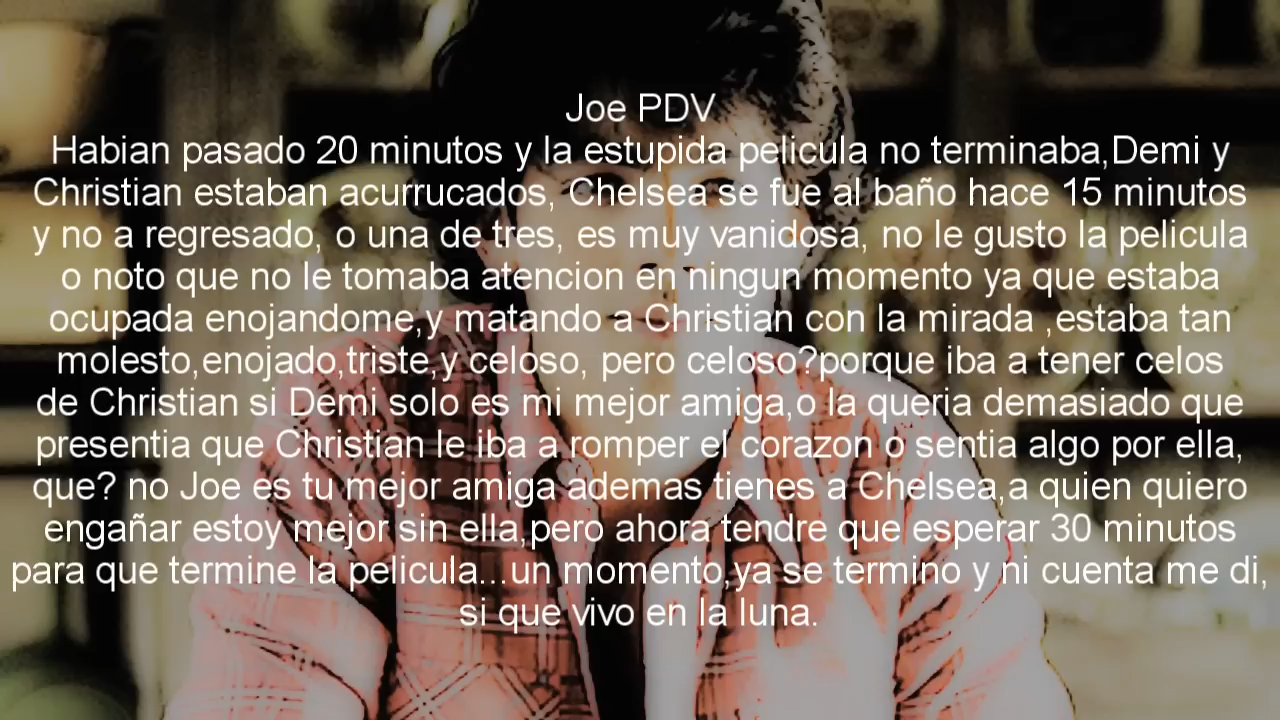 Joe PDV
Habian pasado 20 minutos y la estupida pelicula no terminaba,Demi y
Christian estaban acurrucados, Chelsea se fue al baño hace 15 minutos
y no a regresado, o una de tres, es muy vanidosa, no le gusto la pelicula
o noto que no le tomaba atencion en ningun momento ya que estaba
ocupada enojandome,y matando a Christian con la mirada ,estaba tan
molesto,enojado,triste,y celoso, pero celoso?porque iba a tener celos
de Christian si Demi solo es mi mejor amiga,o la queria demasiado que
presentia que Christian le iba a romper el corazon o sentia algo por ella,
que? no Joe es tu mejor amiga ademas tienes a Chelsea,a quien quiero
engañar estoy mejor sin ella,pero ahora tendre que esperar 30 minutos
para que termine la pelicula...un momento,ya se termino y ni cuenta me di,
si que vivo en la luna.